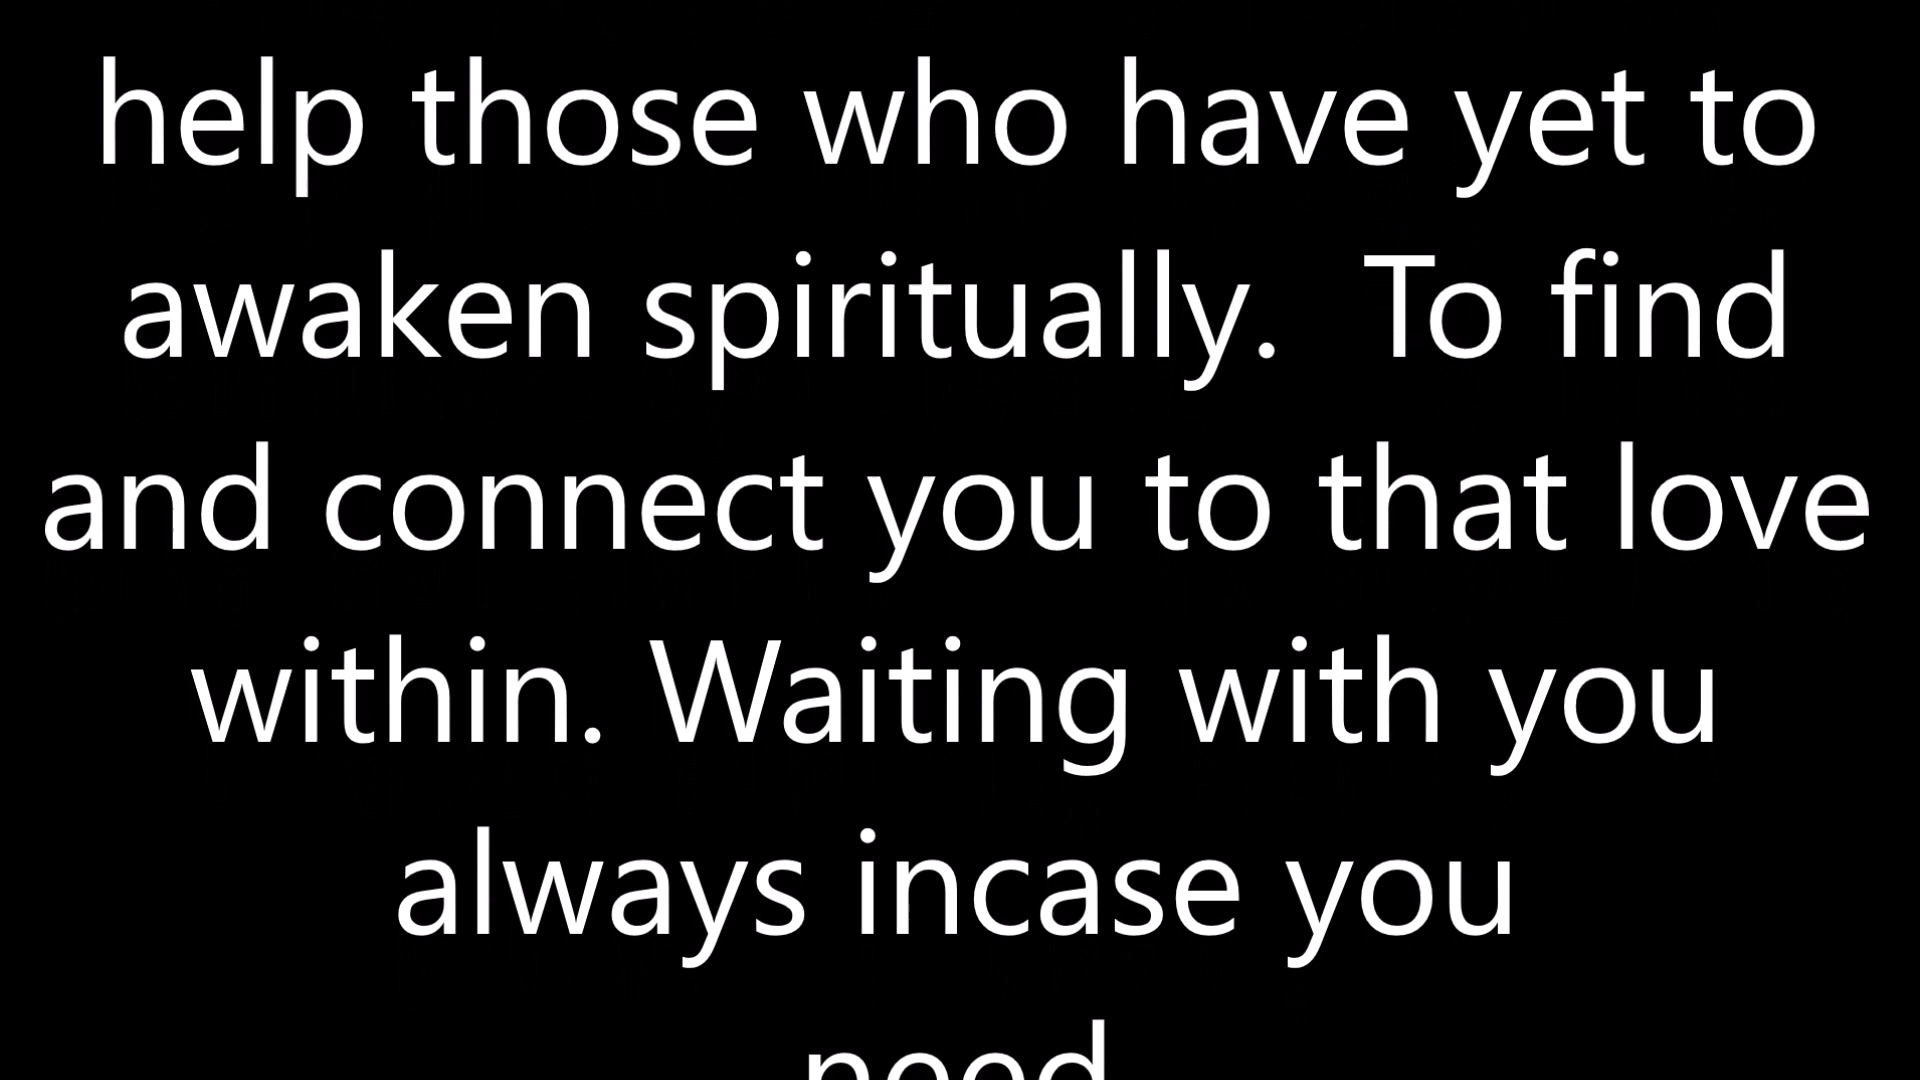 help those who have yet to
awaken spiritually.  To find
and connect you to that love
within. Waiting with you
always incase you
need